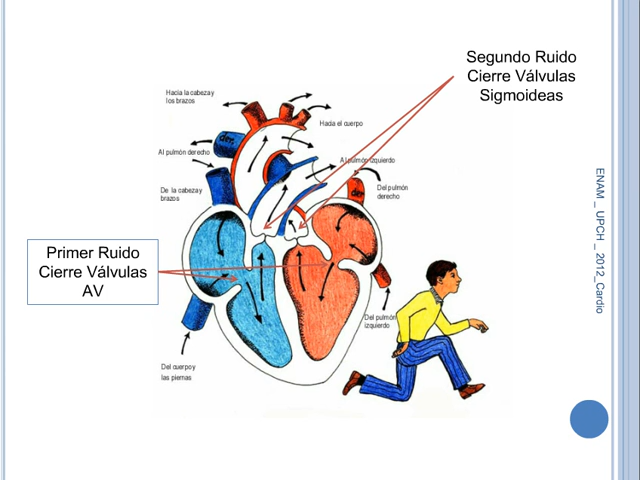 Segundo Ruido
Cierre Válvulas
Sigmoideas
Hacia la cabeza y
los brazos
Hacia el cuerpo
der.
Al pulmón derecho
Al pulmón izquierdo
De la cabeza y
brazos
Del pulmón
derecho
der.
Primer Ruido
Cierre Válvulas
AV
Del pulmón
izquierdo
Del cuerpo y
las piernas
ENAM _ UPCH _ 2012_Cardio